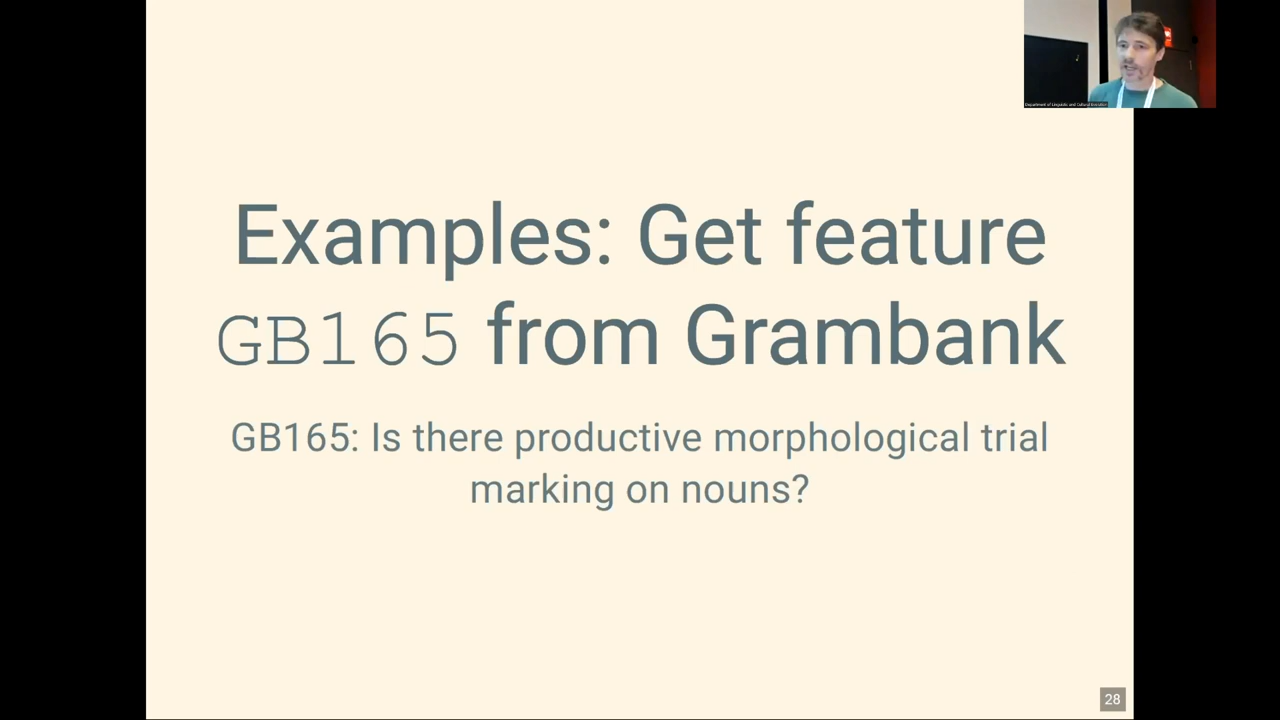 Examples: Get feature
GB165 from Grambank
GB165: Is there productive morphological trial
marking on nouns?
28